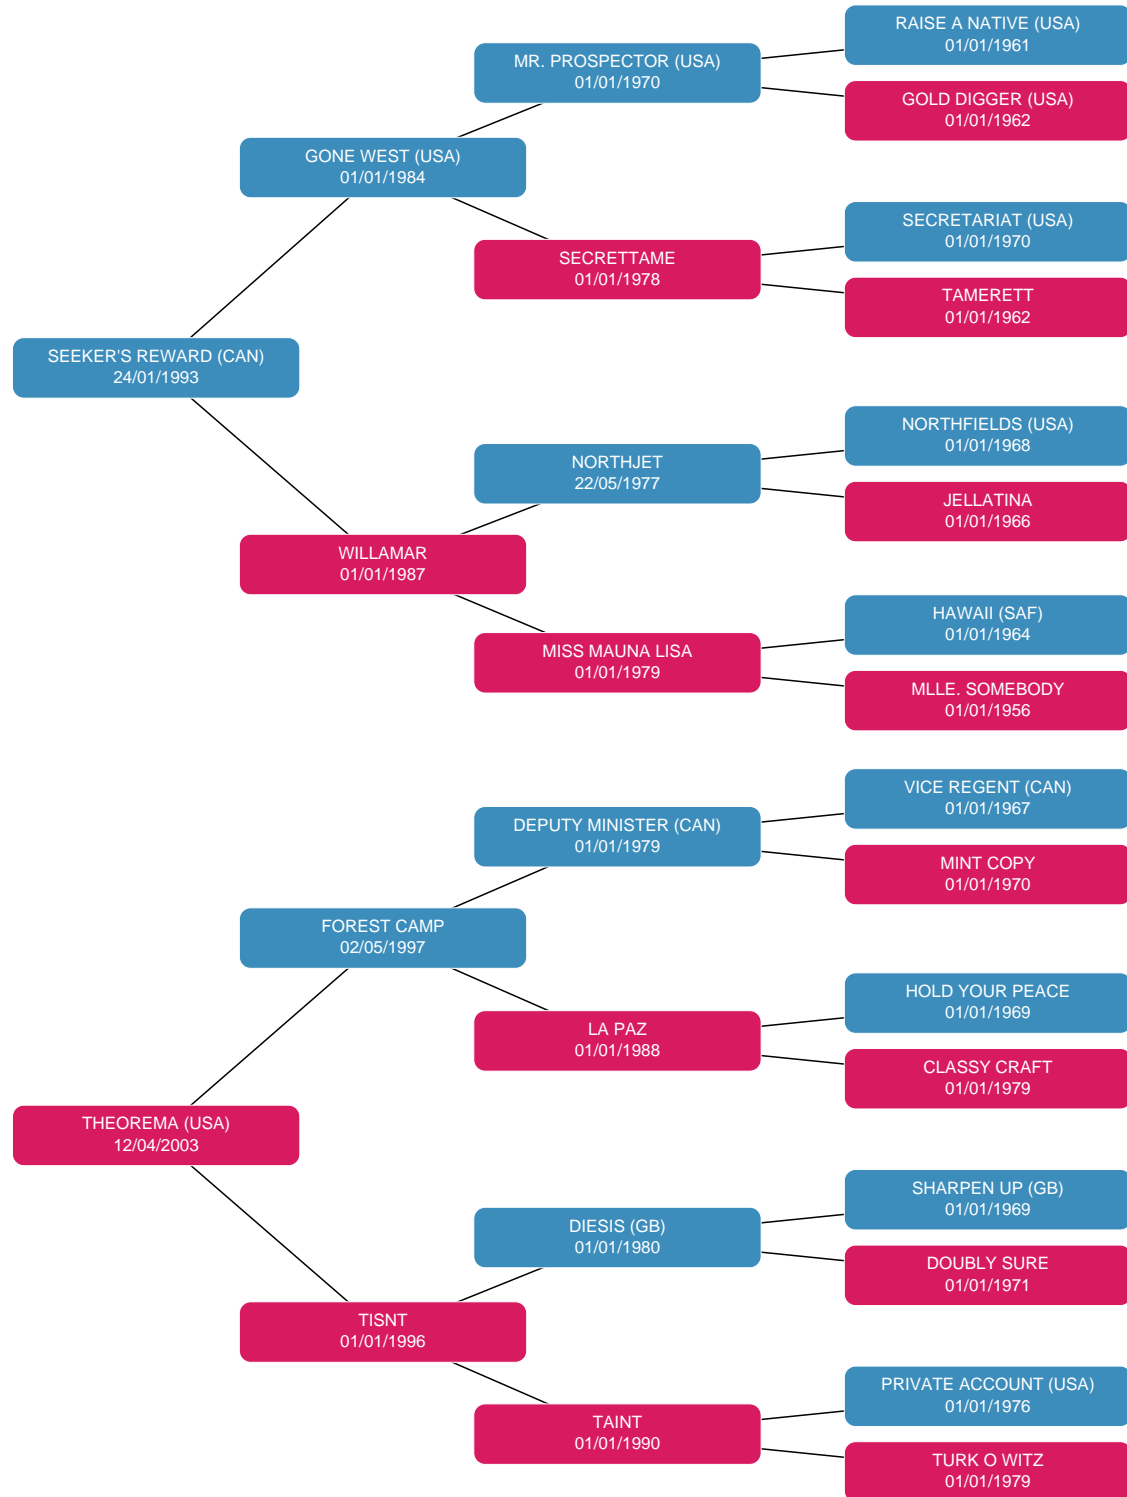 RAISE A NATIVE (USA)
01/01/1961
MR. PROSPECTOR (USA)
01/01/1970
GOLD DIGGER (USA)
01/01/1962
GONE WEST (USA)
01/01/1984
SECRETARIAT (USA)
01/01/1970
SECRETTAME
01/01/1978
TAMERETT
01/01/1962
SEEKER'S REWARD (CAN)
24/01/1993
NORTHFIELDS (USA)
01/01/1968
NORTHJET
22/05/1977
JELLATINA
01/01/1966
WILLAMAR
01/01/1987
HAWAII (SAF)
01/01/1964
MISS MAUNA LISA
01/01/1979
MLLE. SOMEBODY
01/01/1956
VICE REGENT (CAN)
01/01/1967
DEPUTY MINISTER (CAN)
01/01/1979
MINT COPY
01/01/1970
FOREST CAMP
02/05/1997
HOLD YOUR PEACE
01/01/1969
LA PAZ
01/01/1988
CLASSY CRAFT
01/01/1979
THEOREMA (USA)
12/04/2003
SHARPEN UP (GB)
01/01/1969
DIESIS (GB)
01/01/1980
DOUBLY SURE
01/01/1971
TISNT
01/01/1996
PRIVATE ACCOUNT (USA)
01/01/1976
TAINT
01/01/1990
TURK O WITZ
01/01/1979